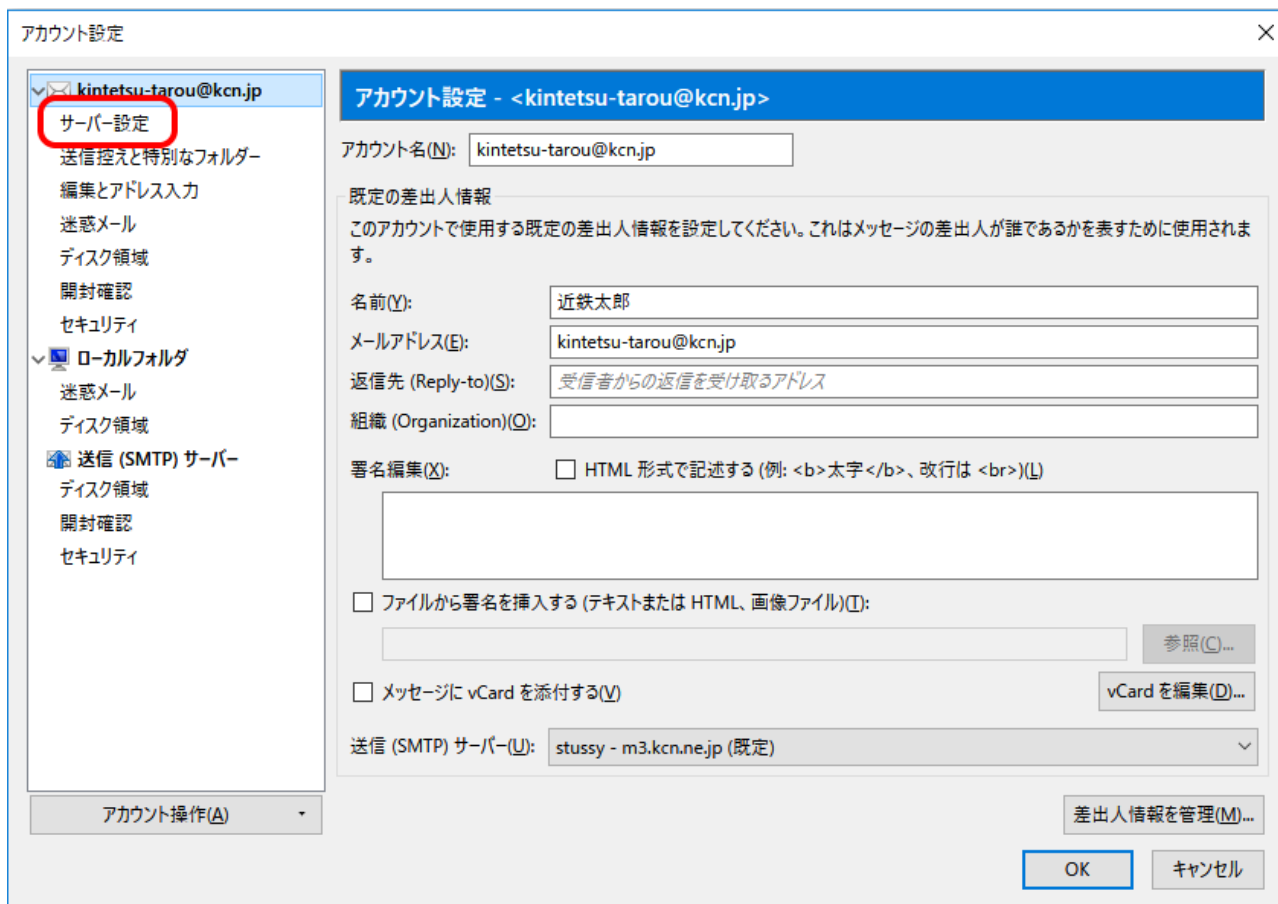 アカウント設定
kintetsu-tarou@kcn.jp
サーバー設定
送信控えと特別なフォルダー
編集とアドレス入力
迷惑メール
ディスク領域
開封確認
セキュリティ
ローカルフォルダ
迷惑メール
ディスク領域
送信 (SMTP) サーバー
ディスク領域
開封確認
セキュリティ
アカウント操作(A)
アカウント設定 - <kintetsu-tarou@kcn.jp>
アカウント名(N): kintetsu-tarou@kcn.jp
既定の差出人情報
このアカウントで使用する既定の差出人情報を設定してください。これはメッセージの差出人が誰であるかを表すために使用されま
す。
名前(Y): 近鉄太郎
メールアドレス(E): kintetsu-tarou@kcn.jp
返信先 (Reply-to)(S): 受信者からの返信を受け取るアドレス
組織 (Organization)(O):
署名編集(X): HTML 形式で記述する (例: <b>太字</b>、改行は <br>)(L)
ファイルから署名を挿入する (テキストまたは HTML、画像ファイル)(T):
参照(C)...
メッセージに vCard を添付する(V) vCard を編集(D)...
送信 (SMTP) サーバー(U): stussy - m3.kcn.ne.jp (既定)
差出人情報を管理(M)...
OK キャンセル